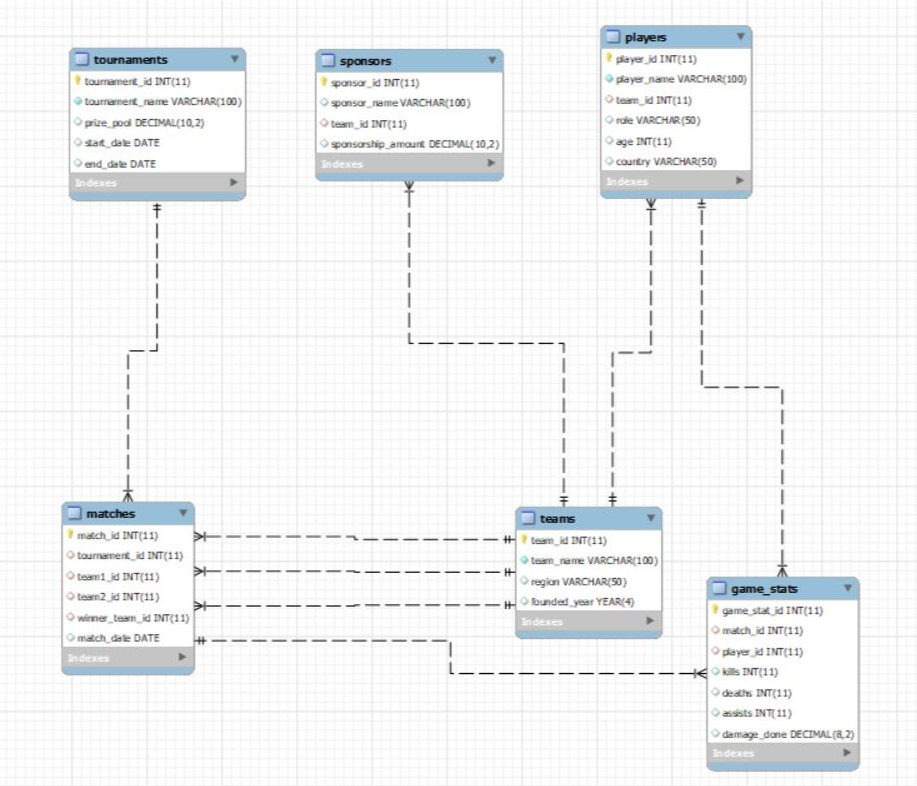 tournaments
tournament_id INT(11)
tournament_name VARCHAR(100)
prize_pool DECIMAL(10,2)
start_date DATE
end_date DATE
Indexes
sponsors
sponsor_id INT(11)
sponsor_name VARCHAR(100)
team_id INT(11)
sponsorship_amount DECIMAL(10,2)
Indexes
players
player_id INT(11)
player_name VARCHAR(100)
team_id INT(11)
role VARCHAR(50)
age INT(11)
country VARCHAR(50)
Indexes
matches
match_id INT(11)
tournament_id INT(11)
team1_id INT(11)
team2_id INT(11)
winner_team_id INT(11)
match_date DATE
Indexes
teams
team_id INT(11)
team_name VARCHAR(100)
region VARCHAR(50)
founded_year YEAR(4)
Indexes
game_stats
game_stat_id INT(11)
match_id INT(11)
player_id INT(11)
kills INT(11)
deaths INT(11)
assists INT(11)
damage_done DECIMAL(8,2)
Indexes